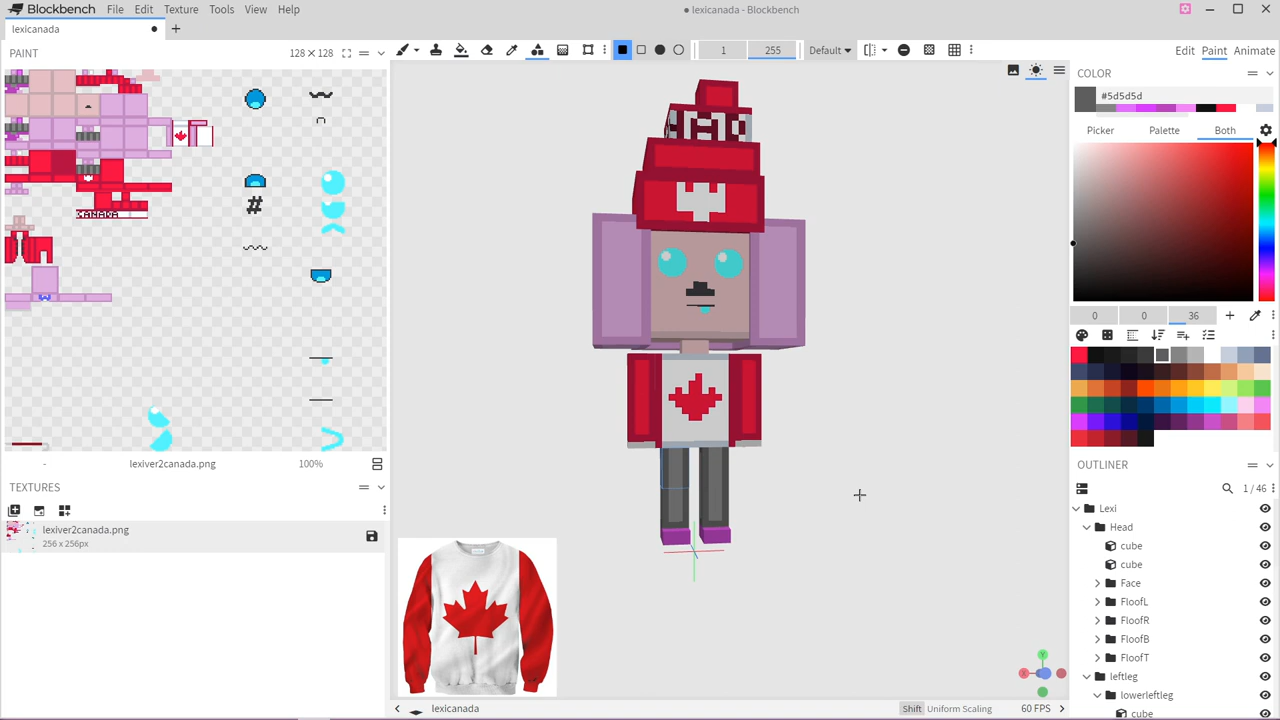 Blockbench File Edit Texture Tools View Help
lexicanada - Blockbench
lexicanada
PAINT 128 × 128
1 255 Default
Edit Paint Animate
CANADA
#
lexiver2canada.png 100%
TEXTURES
lexiver2canada.png
256 x 256px
COLOR
#5d5d5d
Picker Palette Both
0 0 36
OUTLINER
1 / 46
Lexi
Head
cube
cube
Face
FloofL
FloofR
FloofB
FloofT
leftleg
lowerleftleg
cube
lexicanada
Shift Uniform Scaling 60 FPS